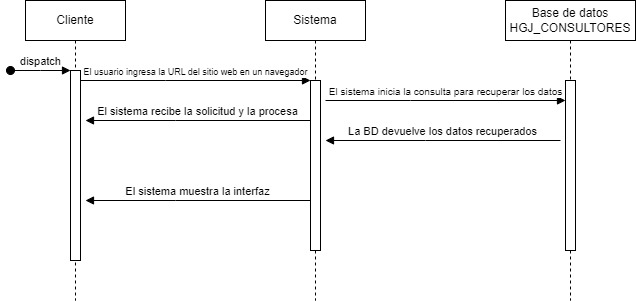 Cliente
Sistema
Base de datos
HGJ_CONSULTORES
dispatch
El usuario ingresa la URL del sitio web en un navegador
El sistema inicia la consulta para recuperar los datos
El sistema recibe la solicitud y la procesa
La BD devuelve los datos recuperados
El sistema muestra la interfaz